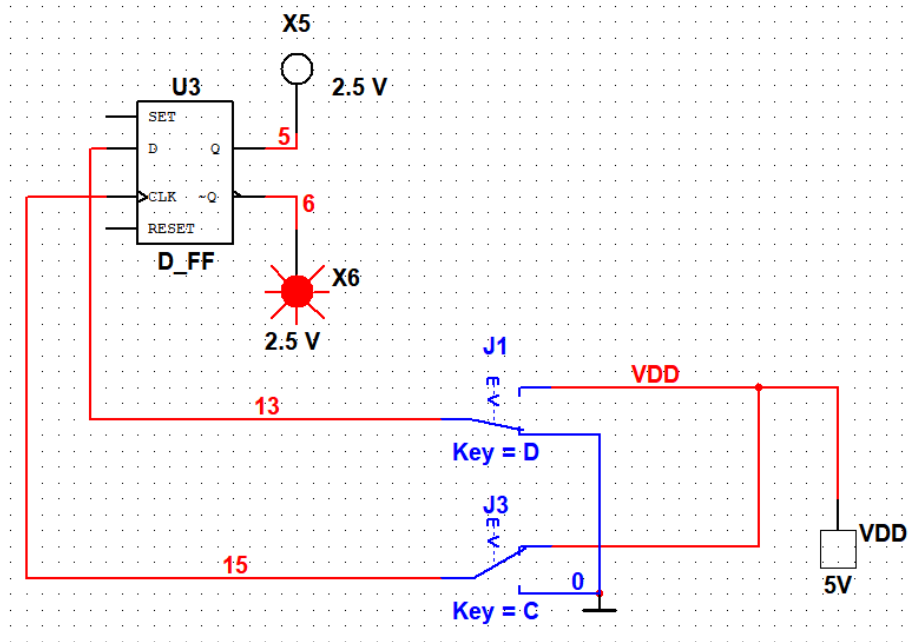 X5
2.5 V
U3
SET
D
Q
5
CLK
~Q
6
RESET
D_FF
X6
2.5 V
J1
VDD
13
Key = D
J3
VDD
15
0
5V
Key = C